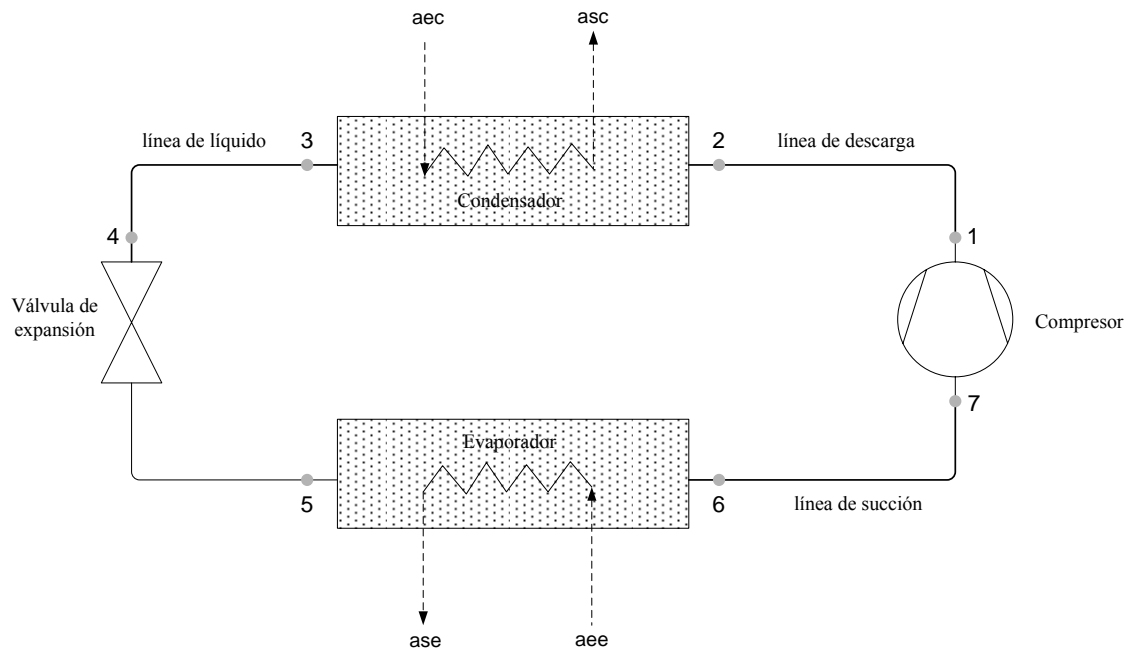 aec
asc
línea de líquido
3
2
línea de descarga
Condensador
4
1
Válvula de
expansión
Compresor
7
Evaporador
5
6
línea de succión
ase
aee